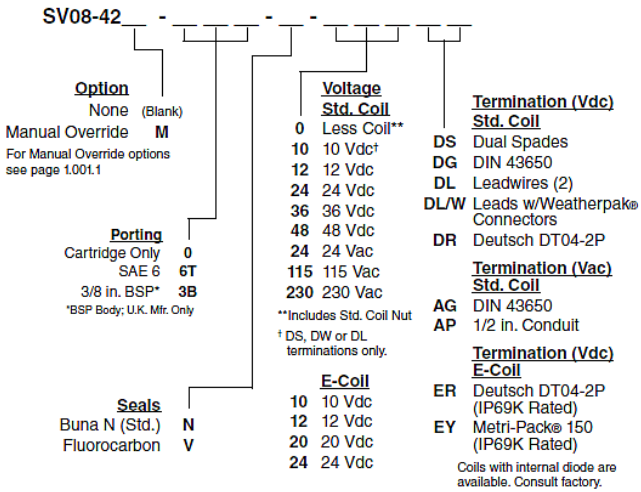 SV08-42__ - ___ - _ - ___ __
Option
None (Blank)
Manual Override M
For Manual Override options
see page 1.001.1
Porting
Cartridge Only 0
SAE 6 6T
3/8 in. BSP* 3B
*BSP Body; U.K. Mfr. Only
Seals
Buna N (Std.) N
Fluorocarbon V
Voltage
Std. Coil
0 Less Coil**
10 10 Vdc†
12 12 Vdc
24 24 Vdc
36 36 Vdc
48 48 Vdc
24 24 Vac
115 115 Vac
230 230 Vac
**Includes Std. Coil Nut
† DS, DW or DL
terminations only.
E-Coil
10 10 Vdc
12 12 Vdc
20 20 Vdc
24 24 Vdc
Termination (Vdc)
Std. Coil
DS Dual Spades
DG DIN 43650
DL Leadwires (2)
DL/W Leads w/Weatherpak®
Connectors
DR Deutsch DT04-2P
Termination (Vac)
Std. Coil
AG DIN 43650
AP 1/2 in. Conduit
Termination (Vdc)
E-Coil
ER Deutsch DT04-2P
(IP69K Rated)
EY Metri-Pack® 150
(IP69K Rated)
Coils with internal diode are
available. Consult factory.